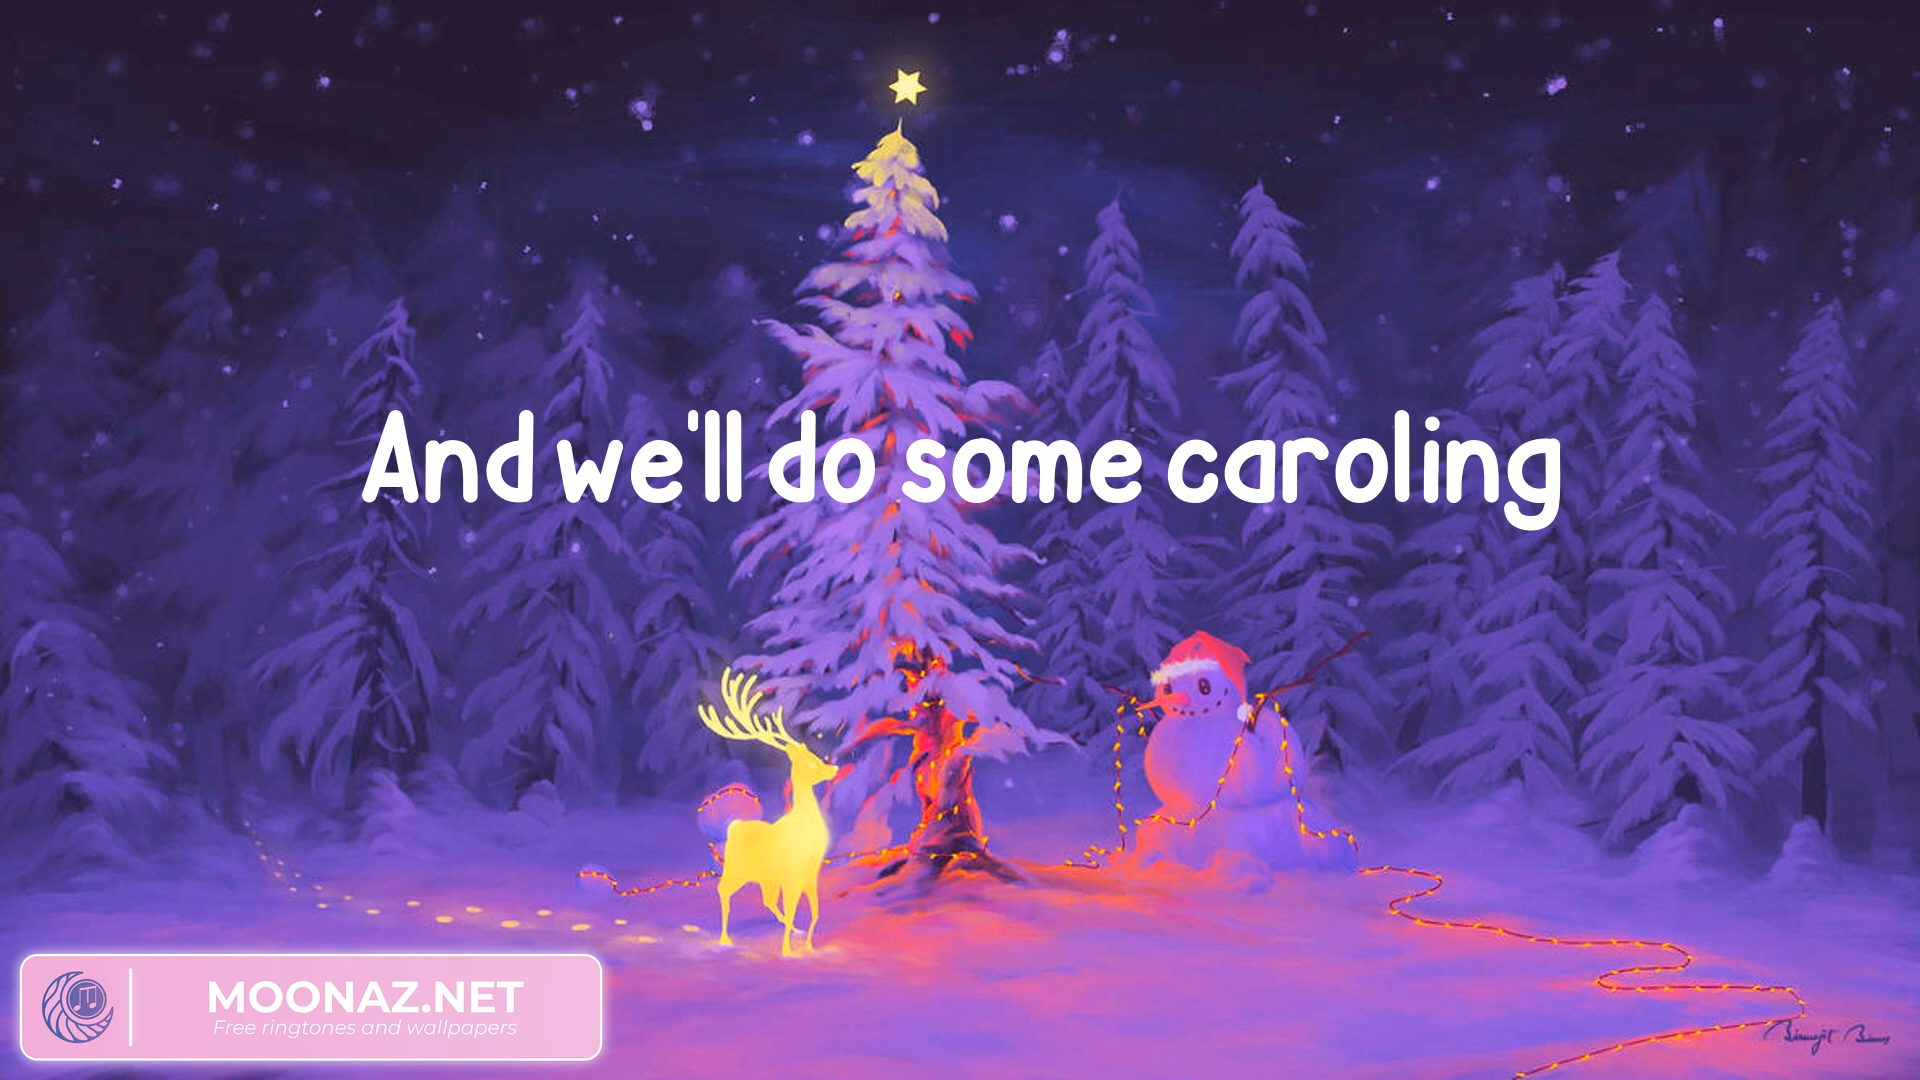 And we'll do some caroling
MOONAZ.NET
Free ringtones and wallpapers